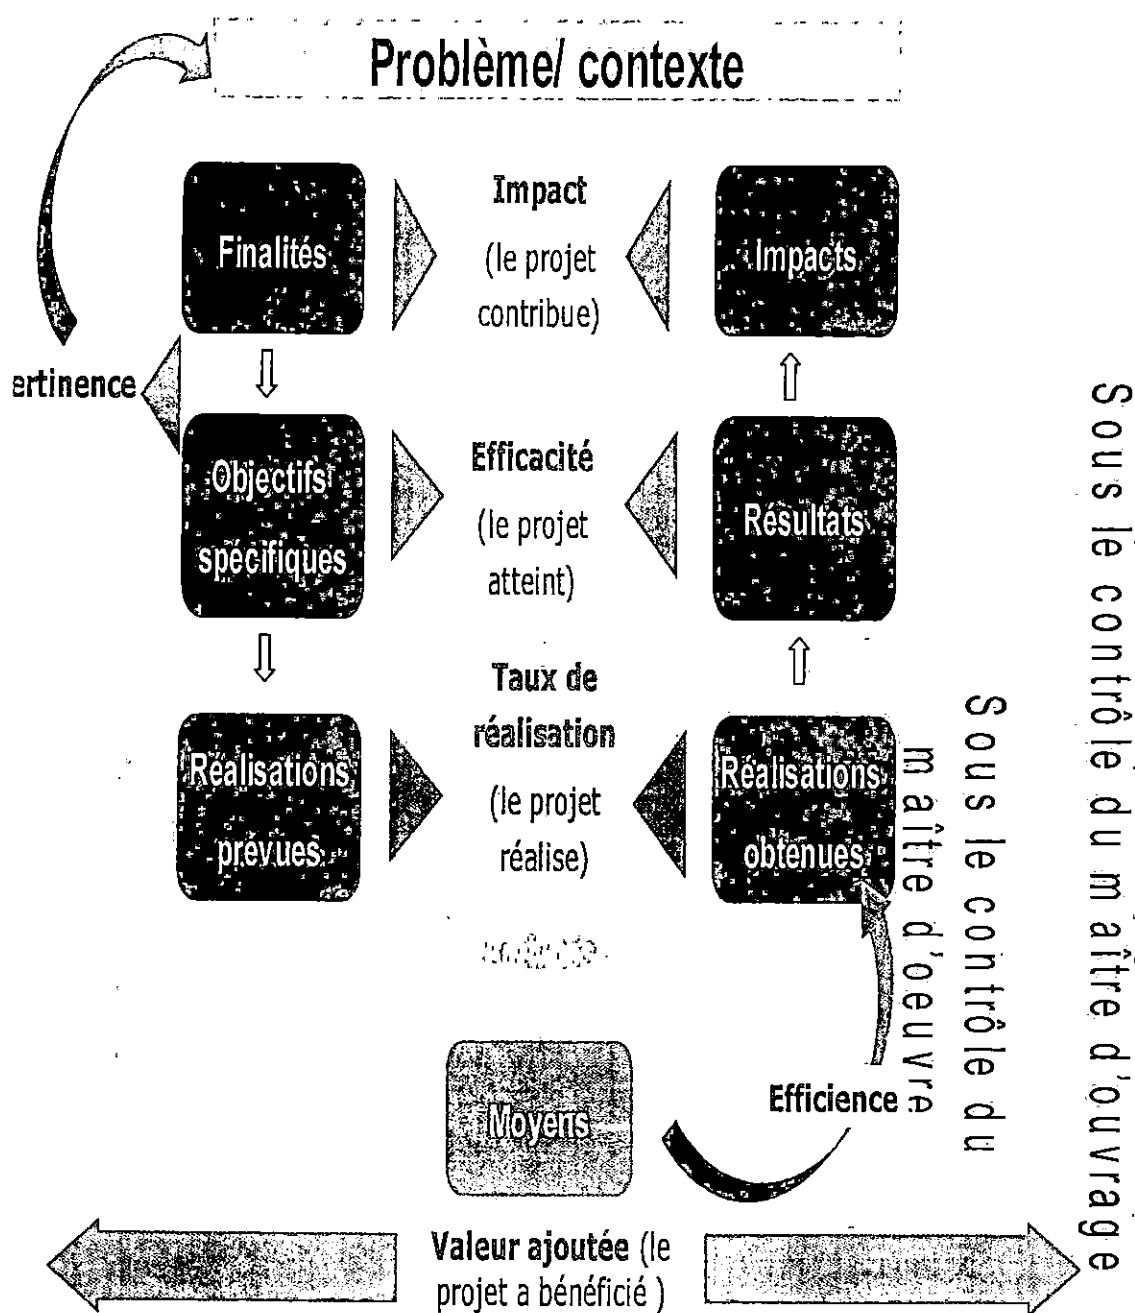 Problème/ contexte
Finalités
Impact
(le projet
contribue)
Impacts
ertinence
Objectifs
spécifiques
Efficacité
(le projet
atteint)
Résultats
Réalisations
prévues
Taux de
réalisation
(le projet
réalise)
Réalisations
obtenues
Moyens
Efficience
Valeur ajoutée (le
projet a bénéficié )
Sous le contrôle du
maître d'oeuvre
Sous le contrôle du maître d'ouvrage